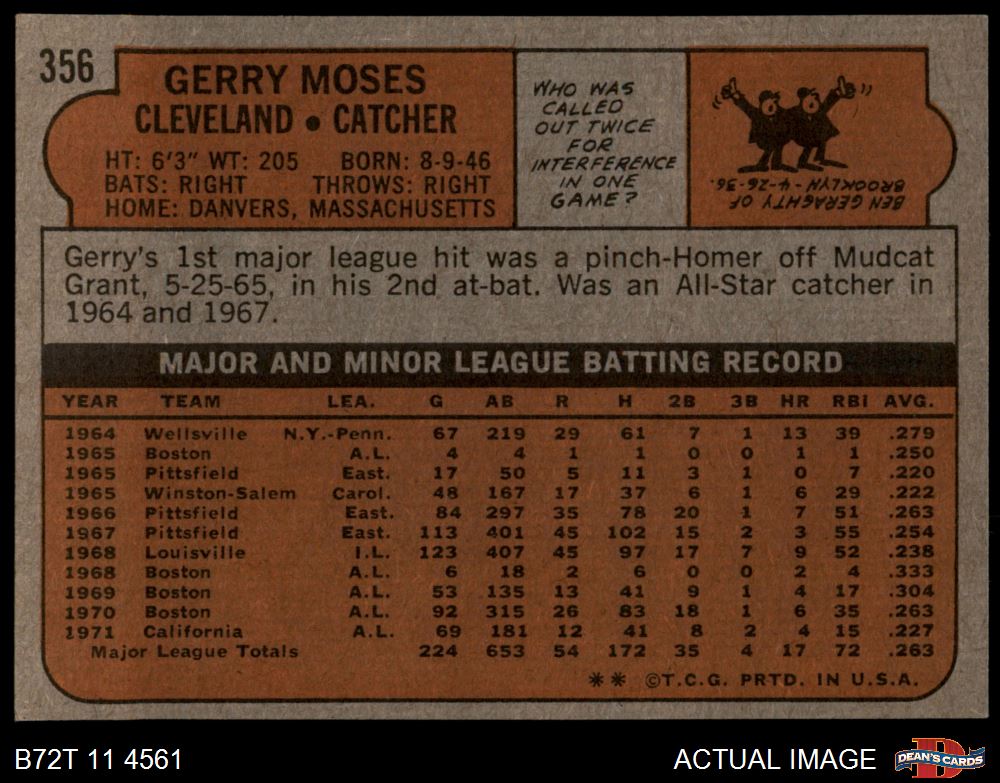 356
GERRY MOSES
CLEVELAND • CATCHER
HT: 6'3" WT: 205 BORN: 8-9-46
BATS: RIGHT THROWS: RIGHT
HOME: DANVERS, MASSACHUSETTS
WHO WAS
CALLED
OUT TWICE
FOR
INTERFERENCE
IN ONE
GAME?
BEN GERAGHTY OF
BROOKLYN - 4-26-36.
Gerry's 1st major league hit was a pinch-Homer off Mudcat
Grant, 5-25-65, in his 2nd at-bat. Was an All-Star catcher in
1964 and 1967.
MAJOR AND MINOR LEAGUE BATTING RECORD
YEAR TEAM LEA. G AB R H 2B 3B HR RBI AVG.
1964 Wellsville N.Y.-Penn. 67 219 29 61 7 1 13 39 .279
1965 Boston A.L. 4 4 1 1 0 0 1 1 .250
1965 Pittsfield East. 17 50 5 11 3 1 0 7 .220
1965 Winston-Salem Carol. 48 167 17 37 6 1 6 29 .222
1966 Pittsfield East. 84 297 35 78 20 1 7 51 .263
1967 Pittsfield East. 113 401 45 102 15 2 3 55 .254
1968 Louisville I.L. 123 407 45 97 17 7 9 52 .238
1968 Boston A.L. 6 18 2 6 0 0 2 4 .333
1969 Boston A.L. 53 135 13 41 9 1 4 17 .304
1970 Boston A.L. 92 315 26 83 18 1 6 35 .263
1971 California A.L. 69 181 12 41 8 2 4 15 .227
Major League Totals 224 653 54 172 35 4 17 72 .263
** ©T.C.G. PRTD. IN U.S.A.
B72T 11 4561
ACTUAL IMAGE
D
DEAN'S CARDS